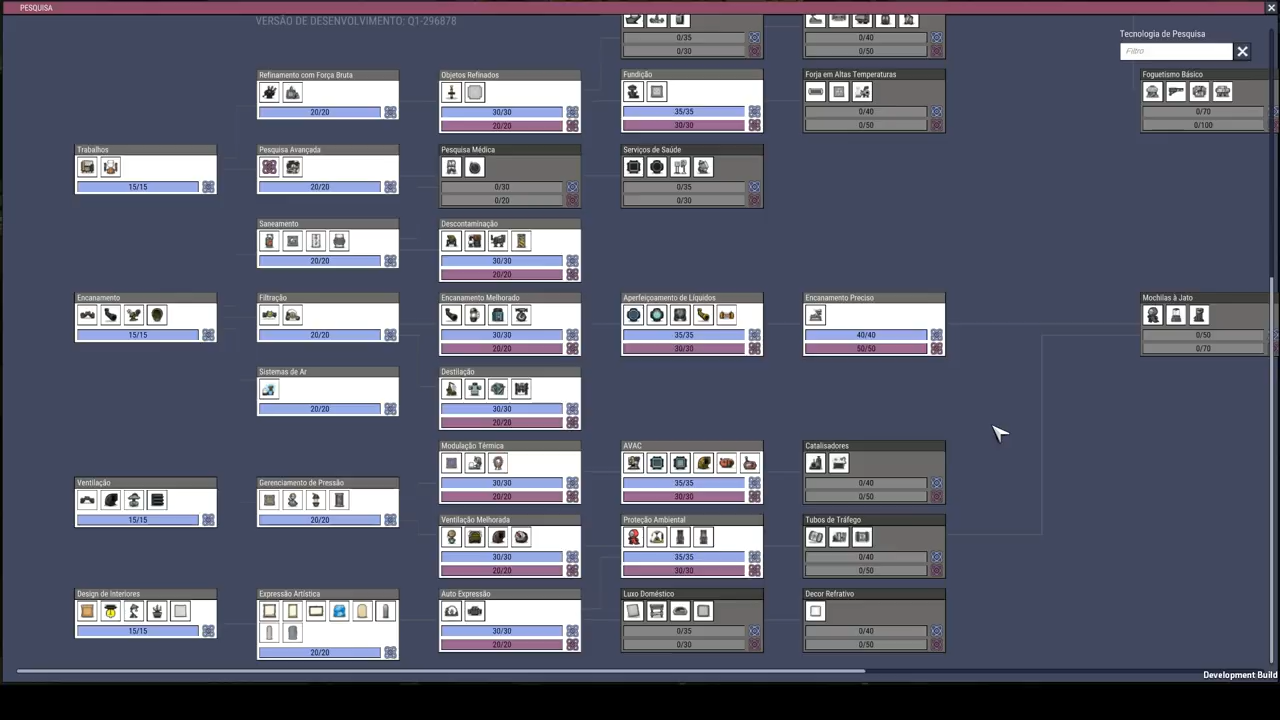 PESQUISA
VERSÃO DE DESENVOLVIMENTO: Q1-296878
Tecnologia de Pesquisa
Filtro
0/35
0/30
0/40
0/50
Refinamento com Força Bruta
20/20
Objetos Refinados
30/30
20/20
Fundição
35/35
30/30
Forja em Altas Temperaturas
0/40
0/50
Foguetismo Básico
0/70
0/100
Trabalhos
15/15
Pesquisa Avançada
20/20
Pesquisa Médica
0/30
0/20
Serviços de Saúde
0/35
0/30
Saneamento
20/20
Descontaminação
30/30
20/20
Encanamento
15/15
Filtração
20/20
Encanamento Melhorado
30/30
20/20
Aperfeiçoamento de Líquidos
35/35
30/30
Encanamento Preciso
40/40
50/50
Mochilas à Jato
0/50
0/70
Sistemas de Ar
20/20
Destilação
30/30
20/20
Modulação Térmica
30/30
20/20
AVAC
35/35
30/30
Catalisadores
0/40
0/50
Ventilação
15/15
Gerenciamento de Pressão
20/20
Ventilação Melhorada
30/30
20/20
Proteção Ambiental
35/35
30/30
Tubos de Tráfego
0/40
0/50
Design de Interiores
15/15
Expressão Artística
20/20
Auto Expressão
30/30
20/20
Luxo Doméstico
0/35
0/30
Decor Refrativo
0/40
0/50
Development Build